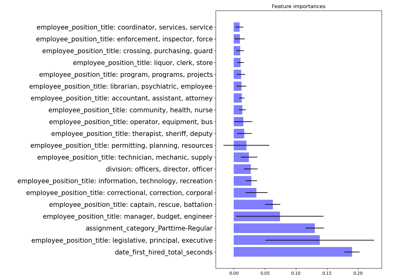 Feature importances
employee_position_title: coordinator, services, service
employee_position_title: enforcement, inspector, force
employee_position_title: crossing, purchasing, guard
employee_position_title: liquor, clerk, store
employee_position_title: program, programs, projects
employee_position_title: librarian, psychiatric, employee
employee_position_title: accountant, assistant, attorney
employee_position_title: community, health, nurse
employee_position_title: operator, equipment, bus
employee_position_title: therapist, sheriff, deputy
employee_position_title: permitting, planning, resources
employee_position_title: technician, mechanic, supply
division: officers, director, officer
employee_position_title: information, technology, recreation
employee_position_title: correctional, correction, corporal
employee_position_title: captain, rescue, battalion
employee_position_title: manager, budget, engineer
assignment_category_Parttime-Regular
employee_position_title: legislative, principal, executive
date_first_hired_total_seconds
0.00 0.05 0.10 0.15 0.20